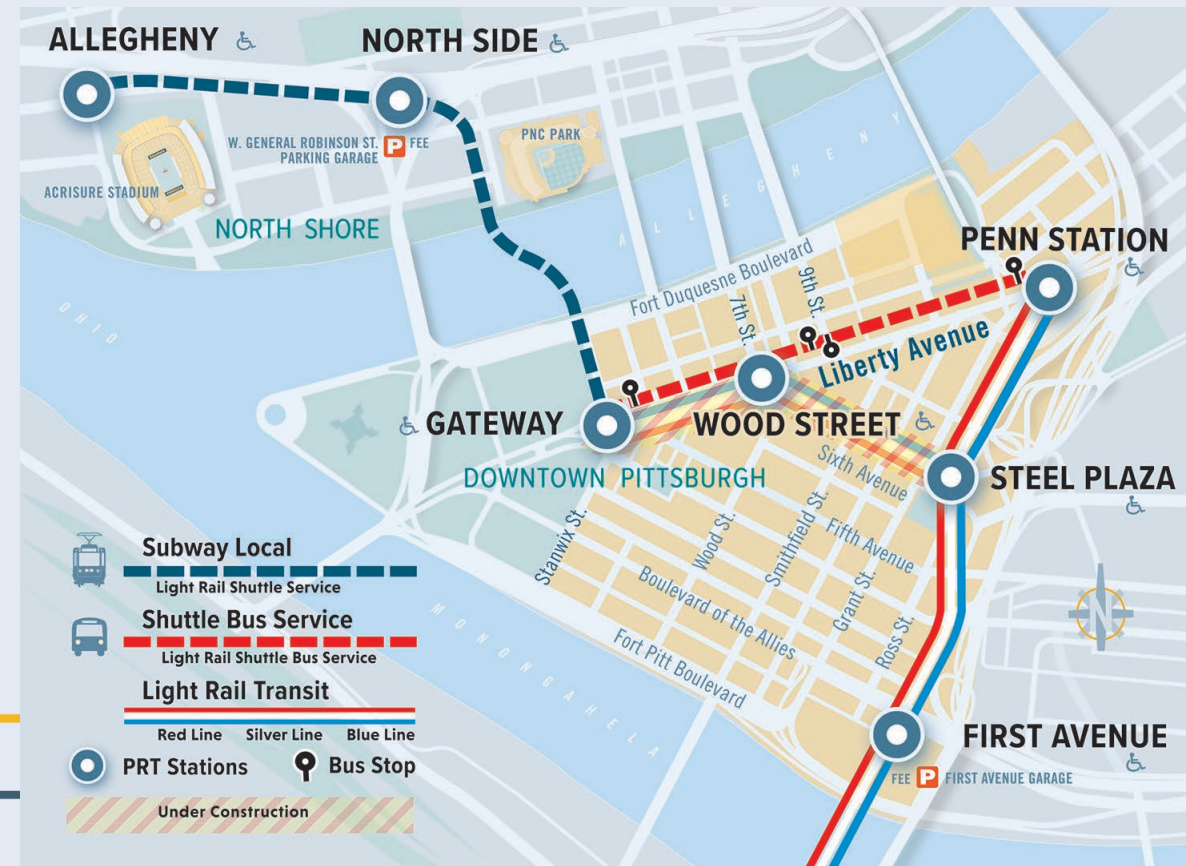 ALLEGHENY
NORTH SIDE
W. GENERAL ROBINSON ST.
PARKING GARAGE
P FEE
PNC PARK
ACRISURE STADIUM
NORTH SHORE
ALLEGHENY
OHIO
PENN STATION
Fort Duquesne Boulevard
7th St.
9th St.
Liberty Avenue
GATEWAY
WOOD STREET
DOWNTOWN PITTSBURGH
Sixth Avenue
STEEL PLAZA
Stanwix St.
Wood St.
Smithfield St.
Fifth Avenue
Grant St.
Ross St.
Boulevard of the Allies
Fort Pitt Boulevard
MONONGAHELA
N
FIRST AVENUE
FEE P FIRST AVENUE GARAGE
Subway Local
Light Rail Shuttle Service
Shuttle Bus Service
Light Rail Shuttle Bus Service
Light Rail Transit
Red Line Silver Line Blue Line
PRT Stations
Bus Stop
Under Construction